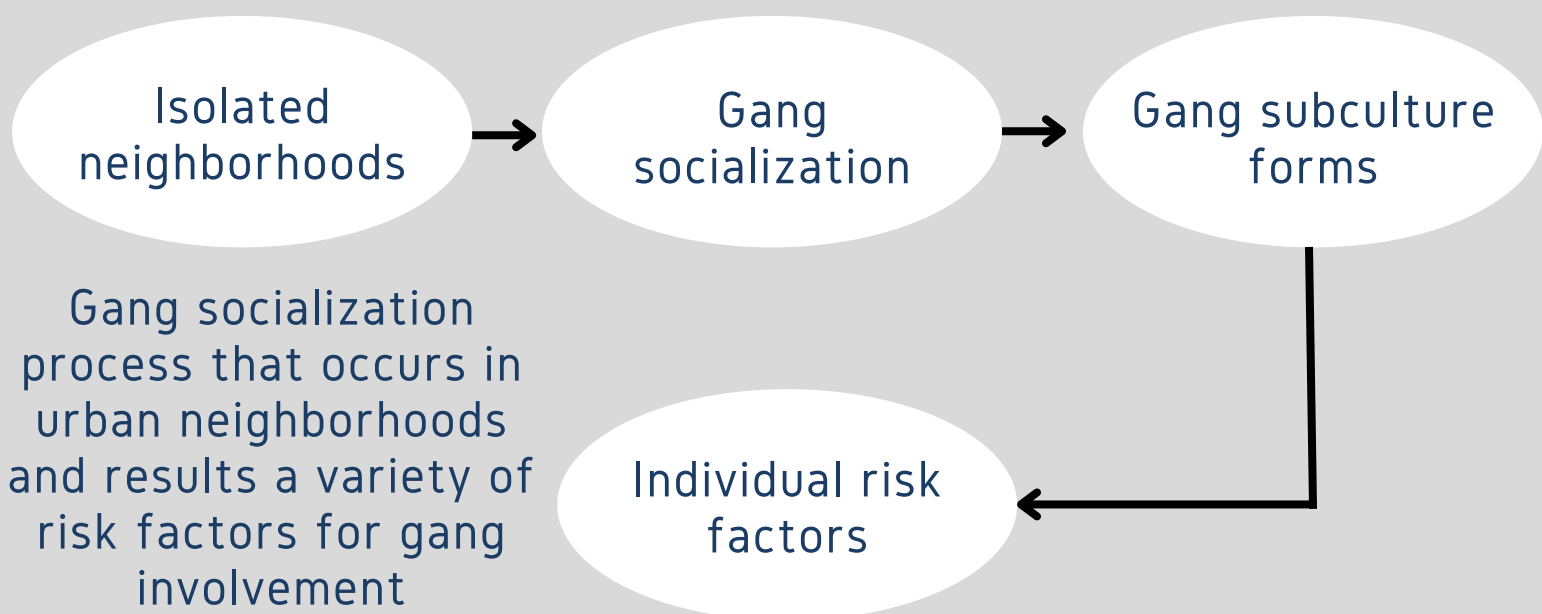 Isolated
neighborhoods
Gang
socialization
Gang subculture
forms
Gang socialization
process that occurs in
urban neighborhoods
and results a variety of
risk factors for gang
involvement
Individual risk
factors